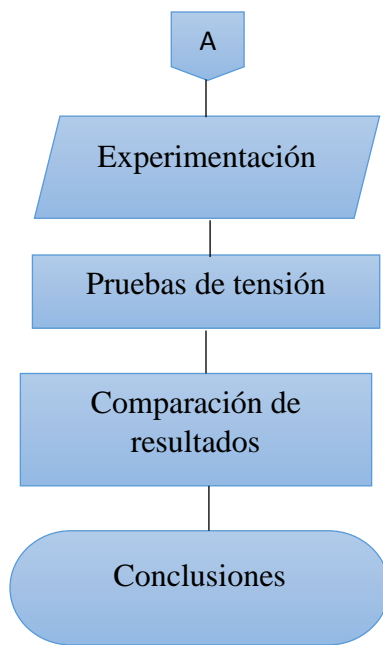 A
Experimentación
Pruebas de tensión
Comparación de
resultados
Conclusiones